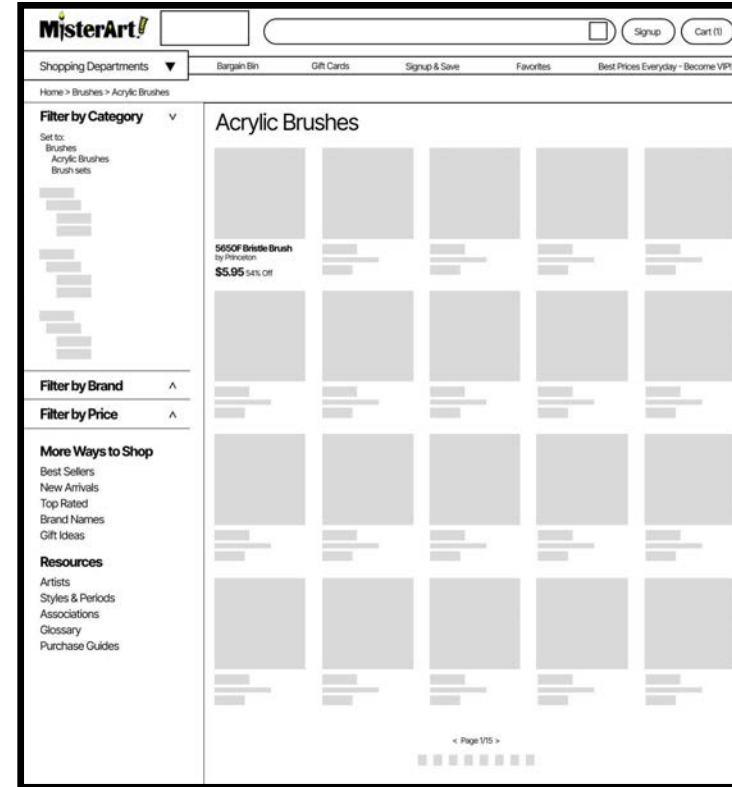 MisterArt!
Signup
Cart (1)
Shopping Departments ▼
Bargain Bin
Gift Cards
Signup & Save
Favorites
Best Prices Everyday - Become VIP!
Home > Brushes > Acrylic Brushes
Filter by Category
Set to:
Brushes
Acrylic Brushes
Brush sets
Filter by Brand
Filter by Price
More Ways to Shop
Best Sellers
New Arrivals
Top Rated
Brand Names
Gift Ideas
Resources
Artists
Styles & Periods
Associations
Glossary
Purchase Guides
Acrylic Brushes
5650F Bristle Brush
by Princeton
$5.95 54% Off
< Page 1/15 >